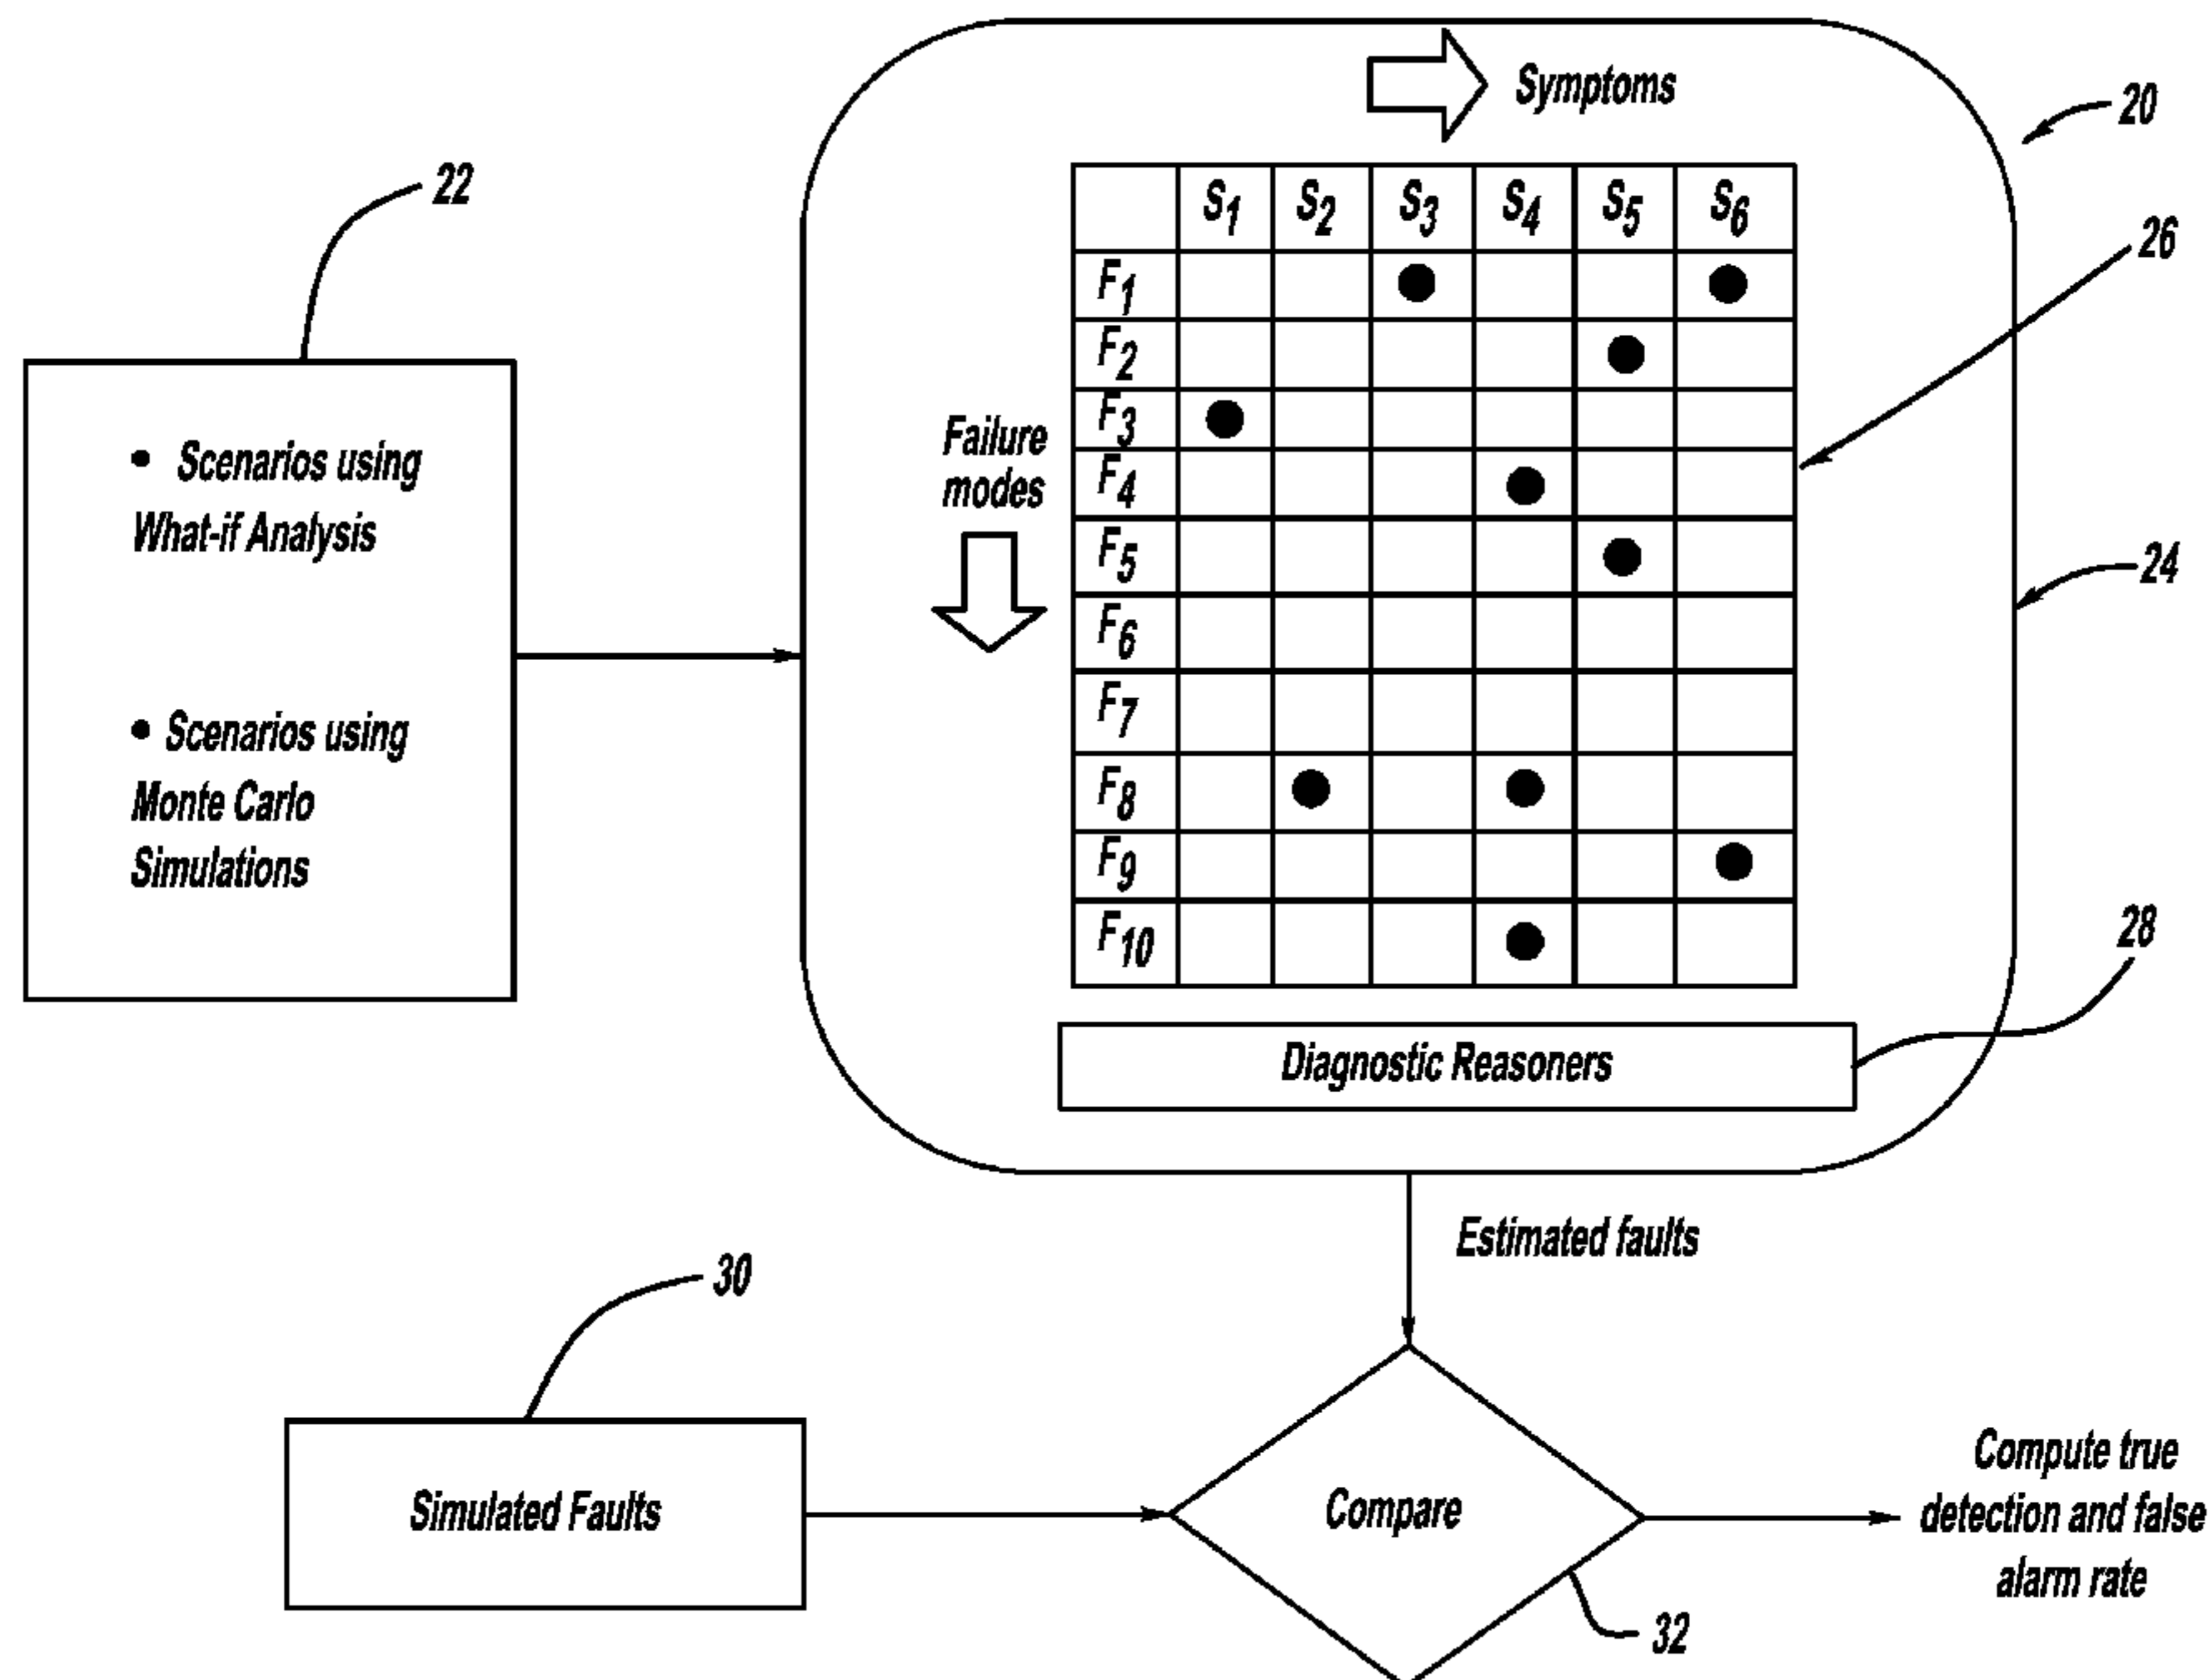 Symptoms
20
22
S1 S2 S3 S4 S5 S6
26
F1
F2
F3
Failure
modes
F4
F5
24
F6
F7
F8
F9
F10
28
• Scenarios using
What-if Analysis
• Scenarios using
Monte Carlo
Simulations
Diagnostic Reasoners
Estimated faults
30
Simulated Faults
Compare
Compute true
detection and false
alarm rate
32